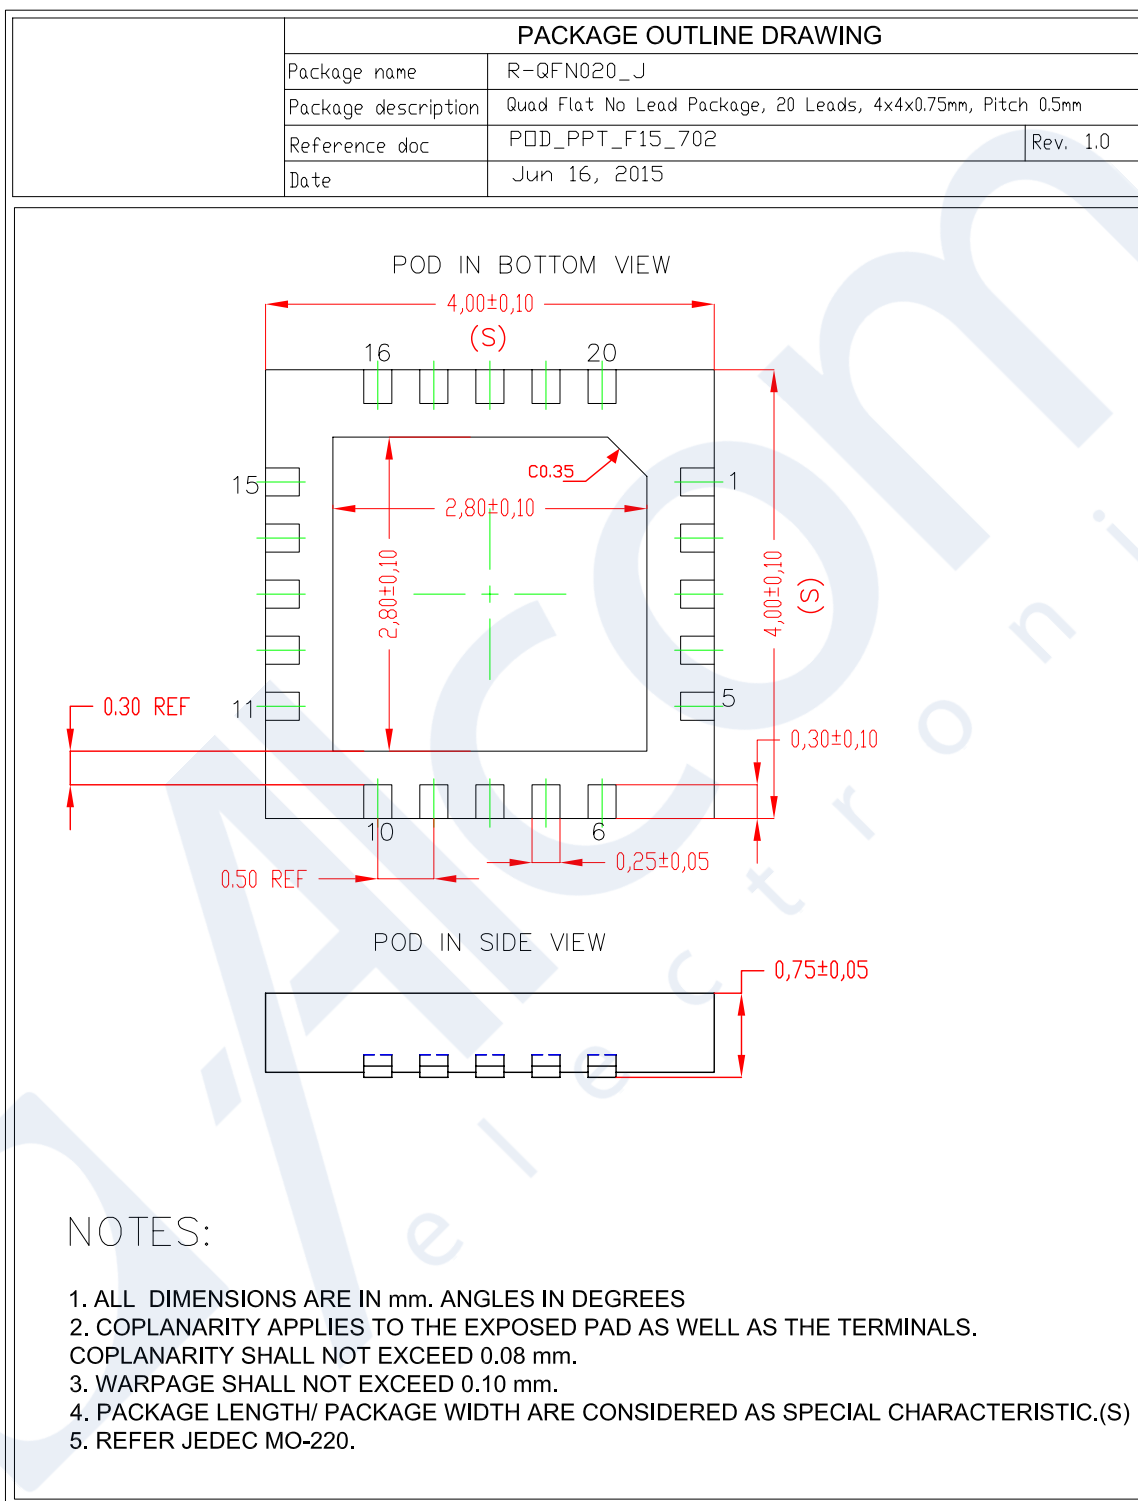 PACKAGE OUTLINE DRAWING
Package name R-QFN020_J
Package description Quad Flat No Lead Package, 20 Leads, 4x4x0.75mm, Pitch 0.5mm
Reference doc POD_PPT_F15_702 Rev. 1.0
Date Jun 16, 2015
POD IN BOTTOM VIEW
4,00±0,10
(S)
16 20
C0.35
15 1
2,80±0,10
2,80±0,10
4,00±0,10
(S)
0.30 REF 11 5
0,30±0,10
10 6
0.50 REF 0,25±0,05
POD IN SIDE VIEW
0,75±0,05
NOTES:
1. ALL DIMENSIONS ARE IN mm. ANGLES IN DEGREES
2. COPLANARITY APPLIES TO THE EXPOSED PAD AS WELL AS THE TERMINALS.
COPLANARITY SHALL NOT EXCEED 0.08 mm.
3. WARPAGE SHALL NOT EXCEED 0.10 mm.
4. PACKAGE LENGTH/ PACKAGE WIDTH ARE CONSIDERED AS SPECIAL CHARACTERISTIC.(S)
5. REFER JEDEC MO-220.
Alcom
electroni